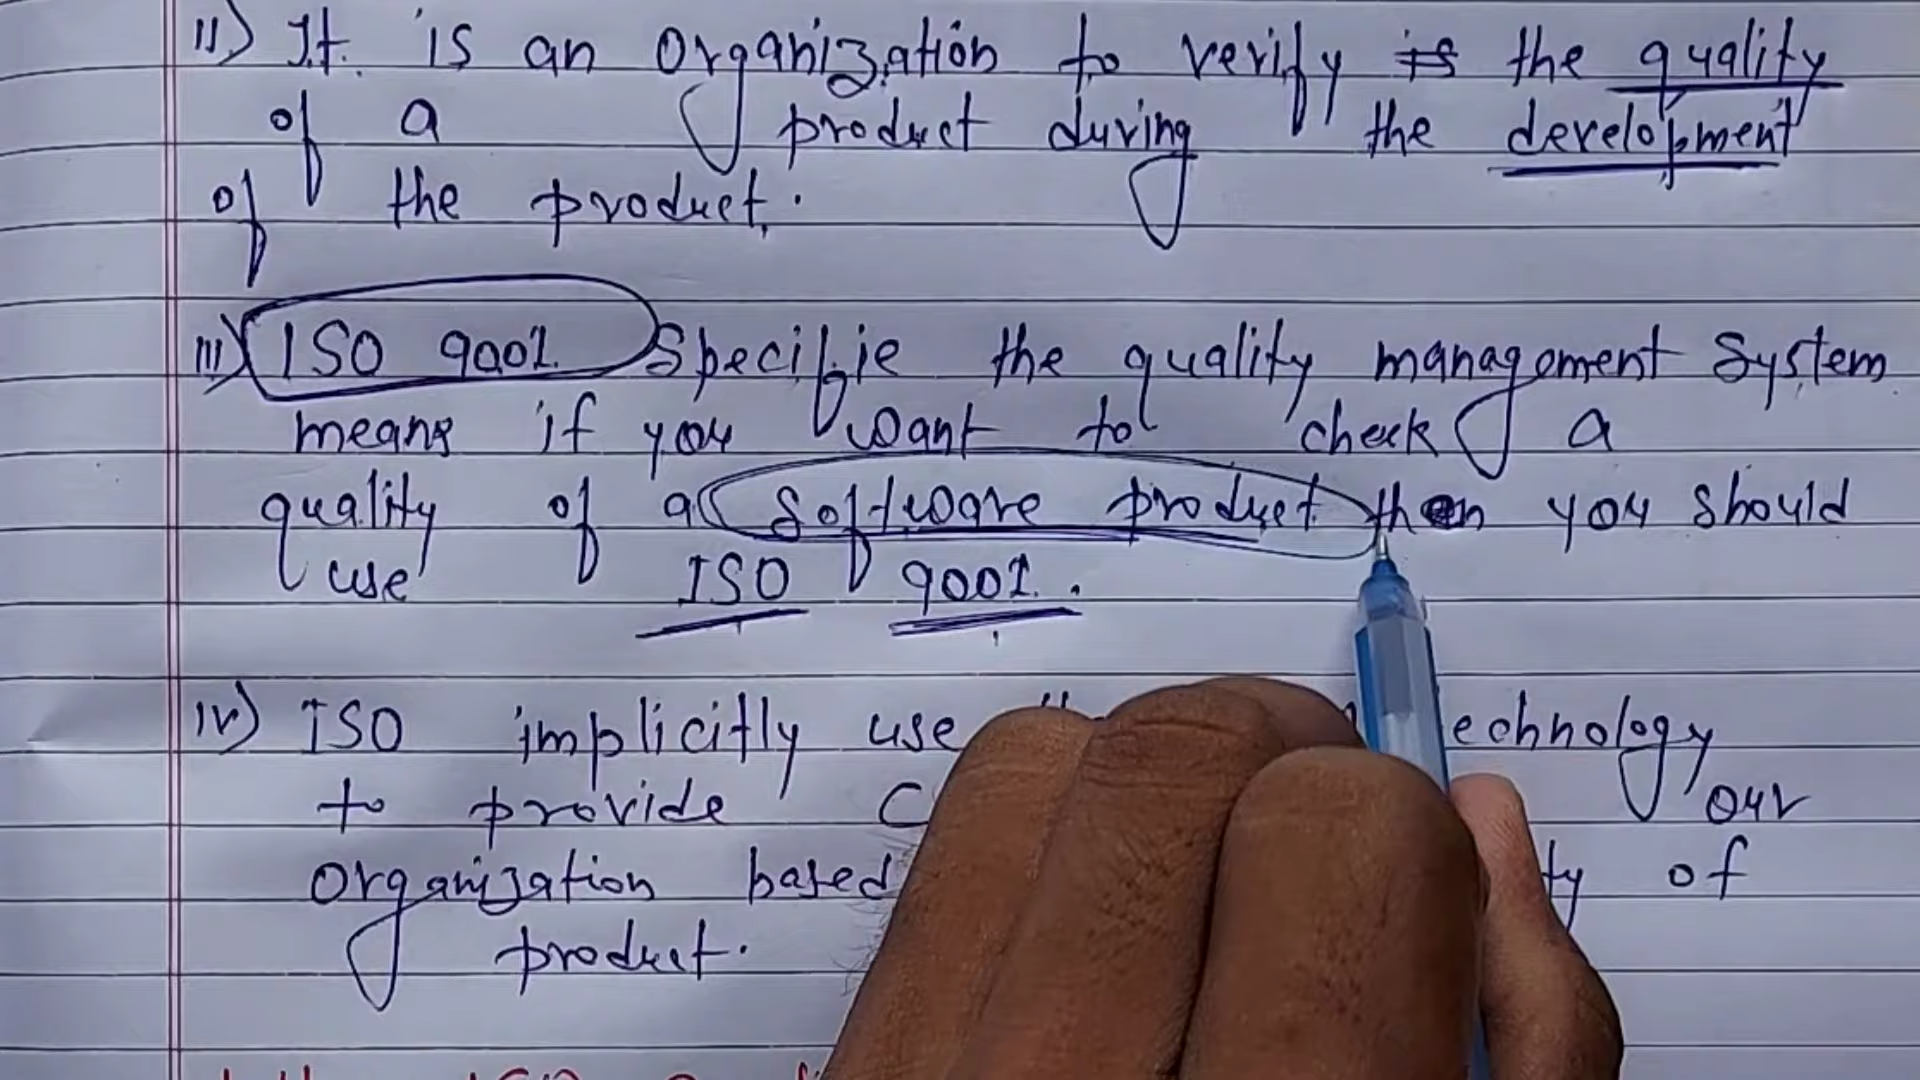 II) It is an Organization to verify is the quality
of a product during the development
of the product.
III) ISO 9001 Specifie the quality management System
means if you want to check a
quality of a Software product then you should
use ISO 9001.
IV) ISO implicitly use echnology
to provide our
Organization based ty of
product.